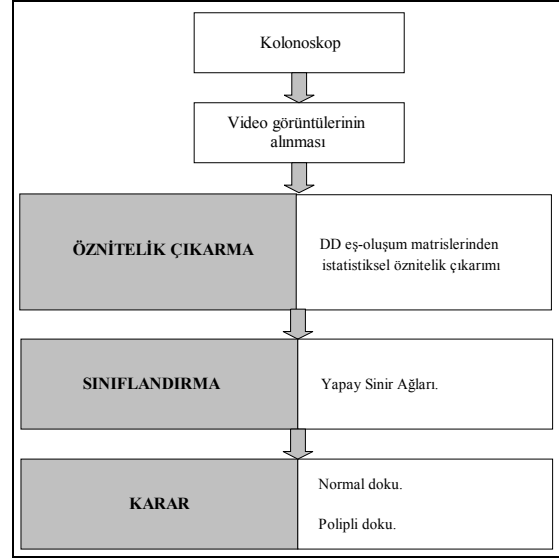 Kolonoskop
Video görüntülerinin
alınması
ÖZNİTELİK ÇIKARMA
DD eş-oluşum matrislerinden
istatistiksel öznitelik çıkarımı
SINIFLANDIRMA
Yapay Sinir Ağları.
KARAR
Normal doku.
Polipli doku.